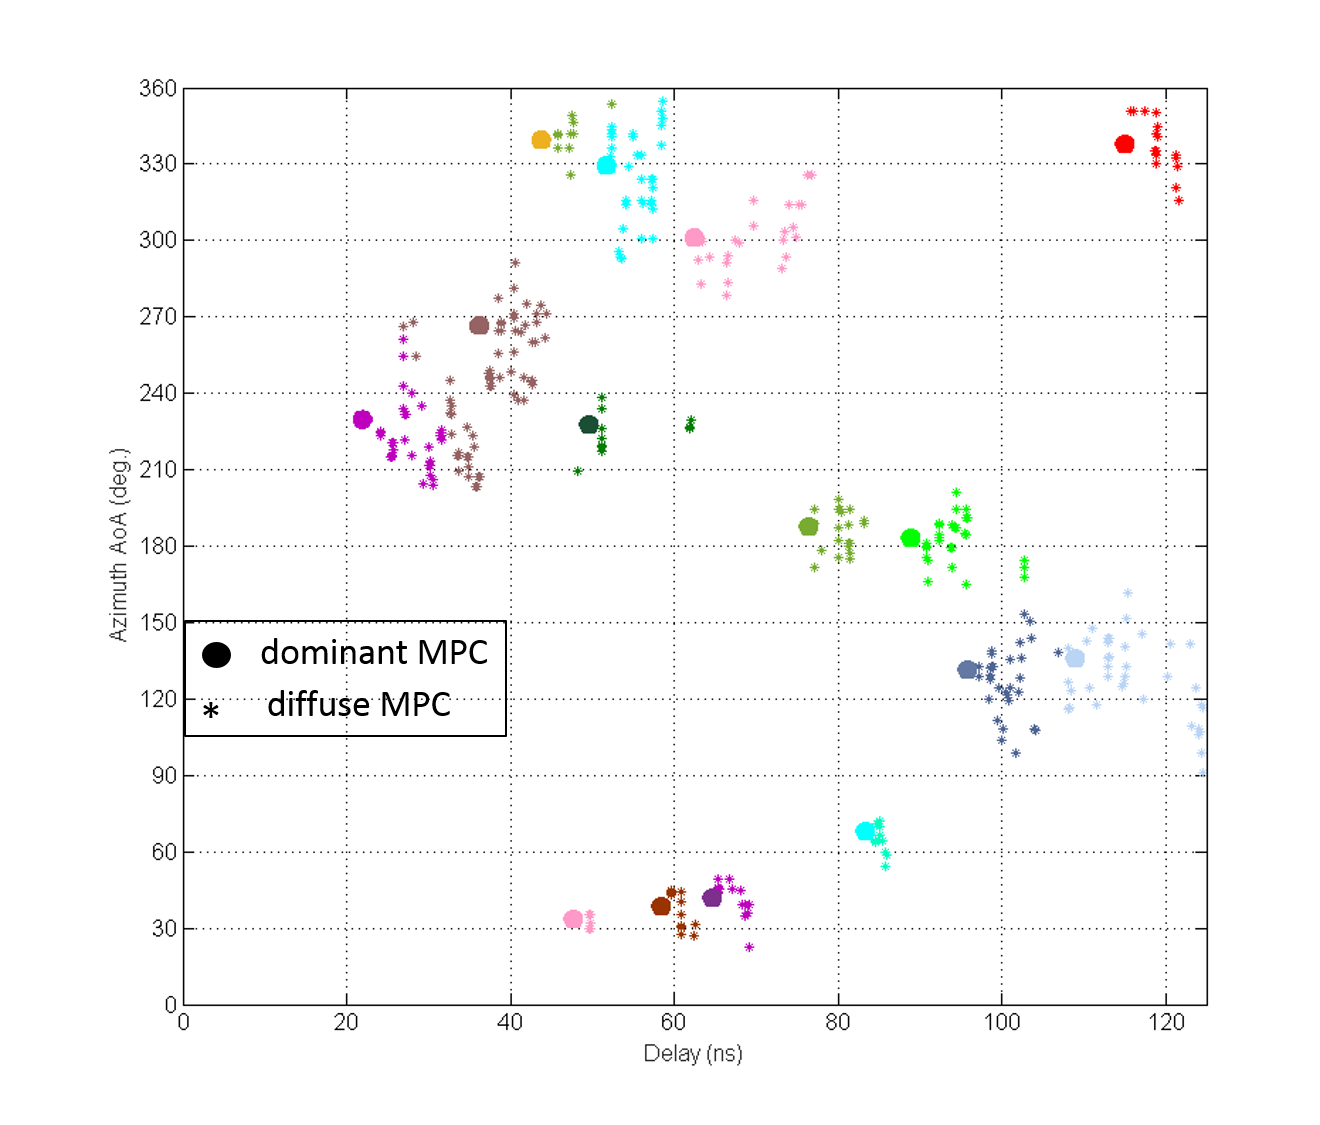 360
330
300
270
240
210
180
150
120
90
60
30
0
Azimuth AoA (deg.)
dominant MPC
* diffuse MPC
0 20 40 60 80 100 120
Delay (ns)